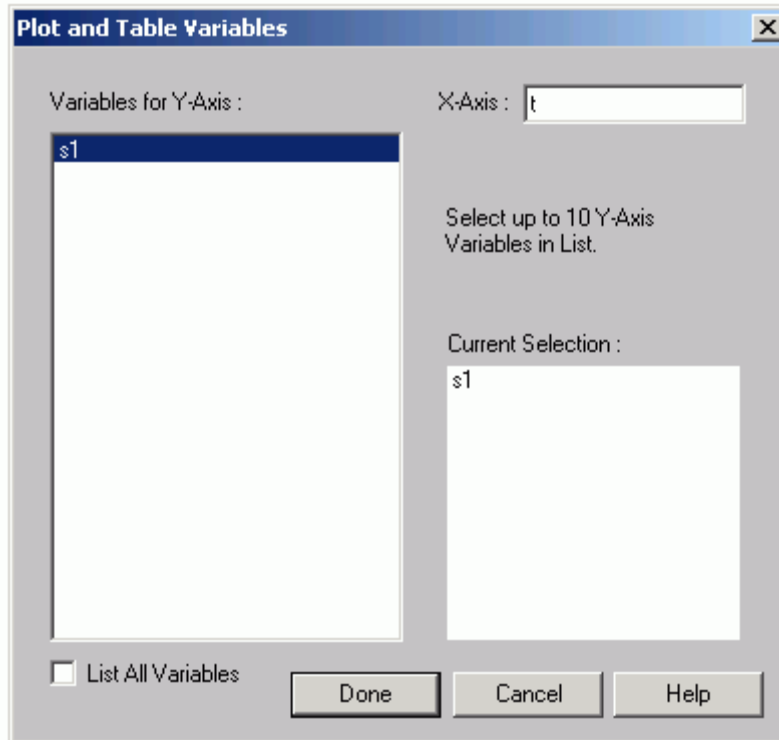 Plot and Table Variables
Variables for Y-Axis :
X-Axis : t
s1
Select up to 10 Y-Axis
Variables in List.
Current Selection :
s1
List All Variables
Done
Cancel
Help